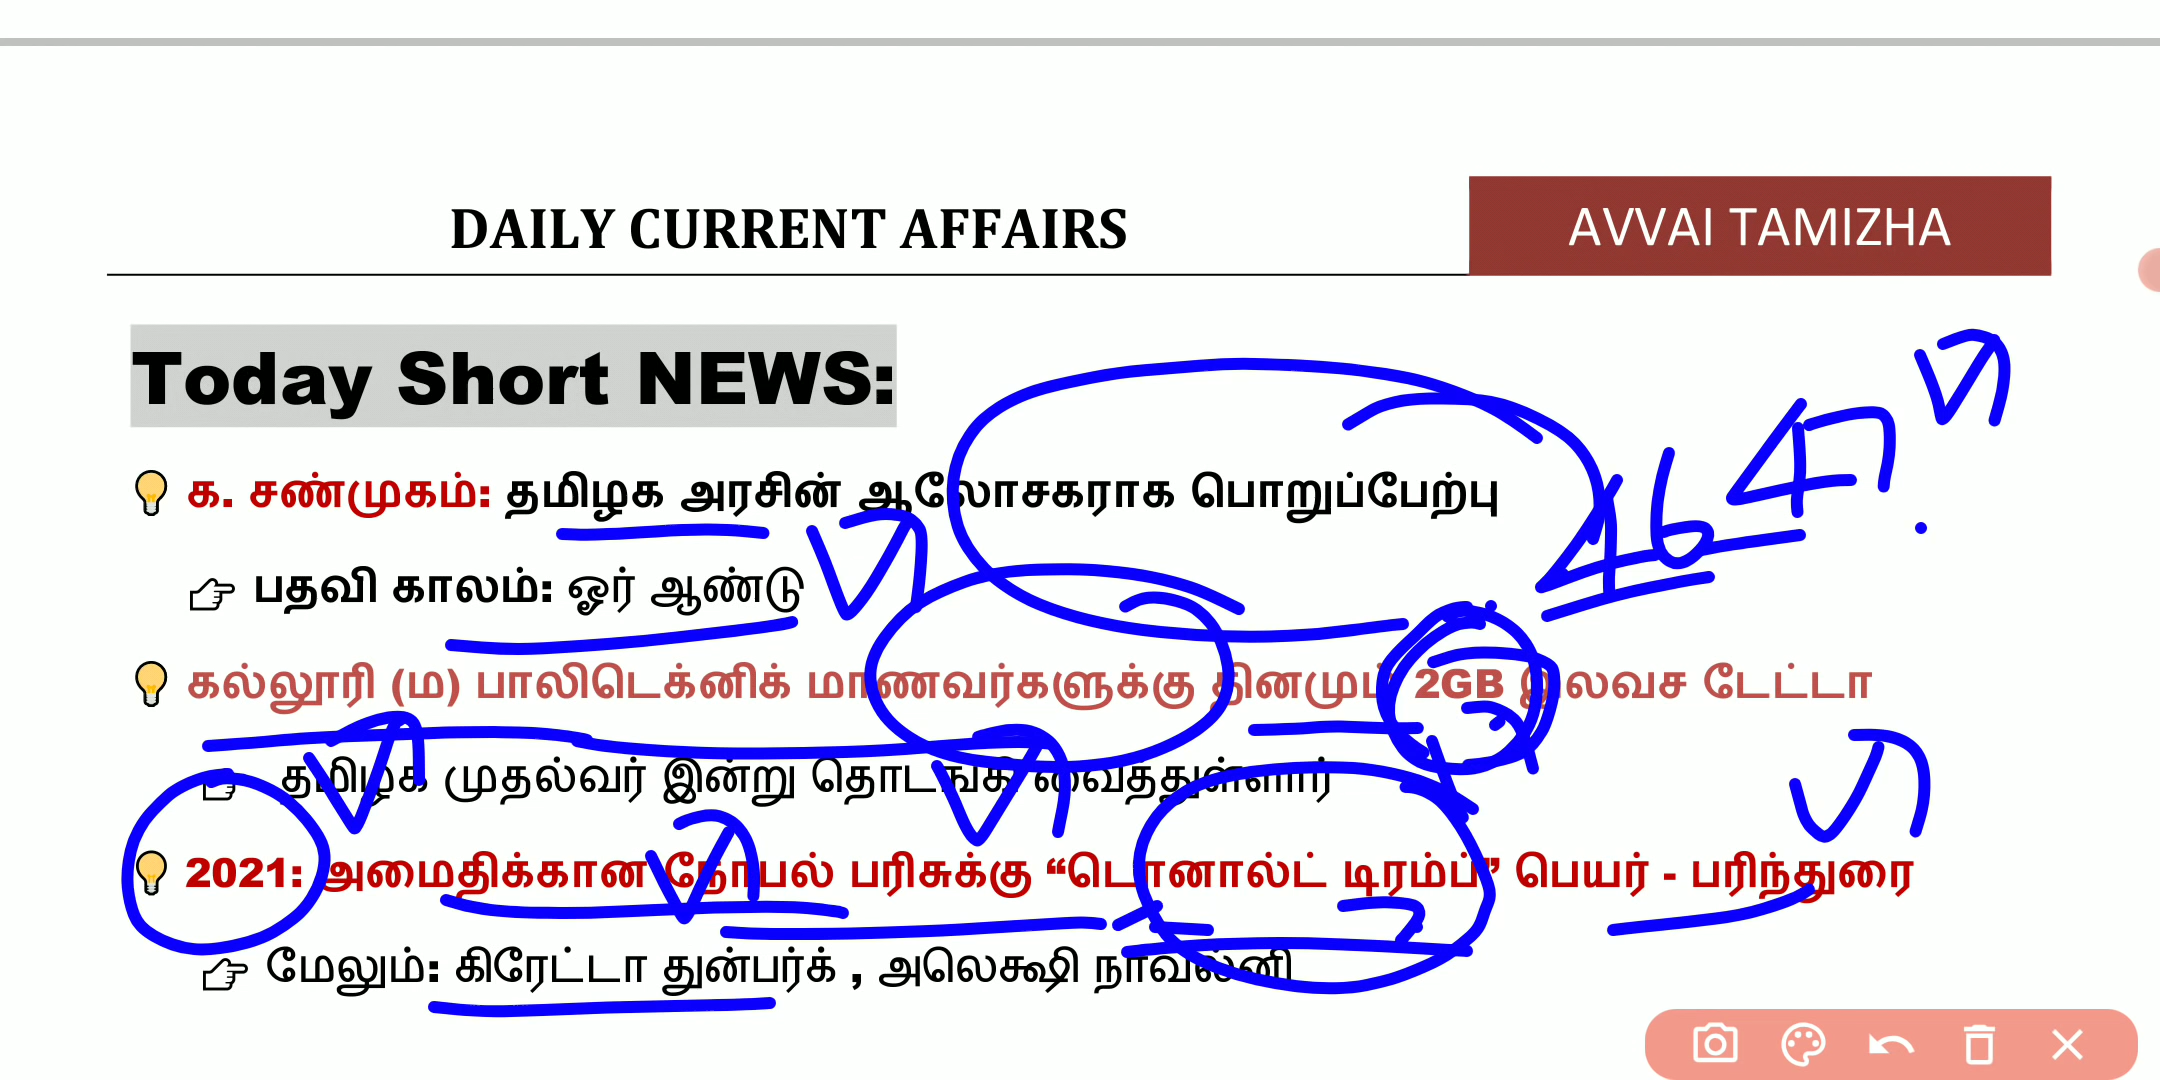 DAILY CURRENT AFFAIRS
AVVAI TAMIZHA
Today Short NEWS:
க. சண்முகம்: தமிழக அரசின் ஆலோசகராக பொறுப்பேற்பு
பதவி காலம்: ஓர் ஆண்டு
கல்லூரி (ம) பாலிடெக்னிக் மாணவர்களுக்கு தினமும் 2GB இலவச டேட்டா
தமிழக முதல்வர் இன்று தொடங்கி வைத்துள்ளார்
2021: அமைதிக்கான நோபல் பரிசுக்கு “டொனால்ட் டிரம்ப்” பெயர் - பரிந்துரை
மேலும்: கிரேட்டா துன்பர்க் , அலெக்ஷி நாவல்னி
46 47